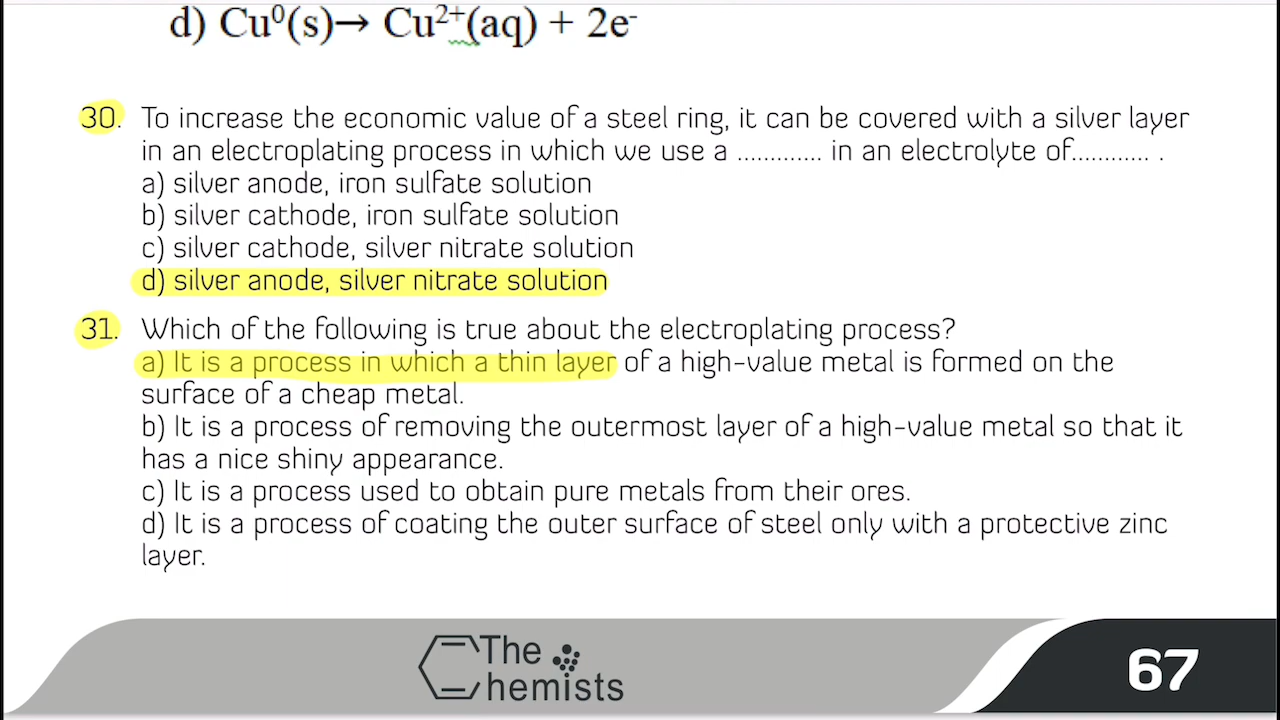 d) Cu⁰(s)→ Cu²⁺(aq) + 2e⁻
30. To increase the economic value of a steel ring, it can be covered with a silver layer
in an electroplating process in which we use a ............. in an electrolyte of............ .
a) silver anode, iron sulfate solution
b) silver cathode, iron sulfate solution
c) silver cathode, silver nitrate solution
d) silver anode, silver nitrate solution
31. Which of the following is true about the electroplating process?
a) It is a process in which a thin layer of a high-value metal is formed on the
surface of a cheap metal.
b) It is a process of removing the outermost layer of a high-value metal so that it
has a nice shiny appearance.
c) It is a process used to obtain pure metals from their ores.
d) It is a process of coating the outer surface of steel only with a protective zinc
layer.
The
hemists
67